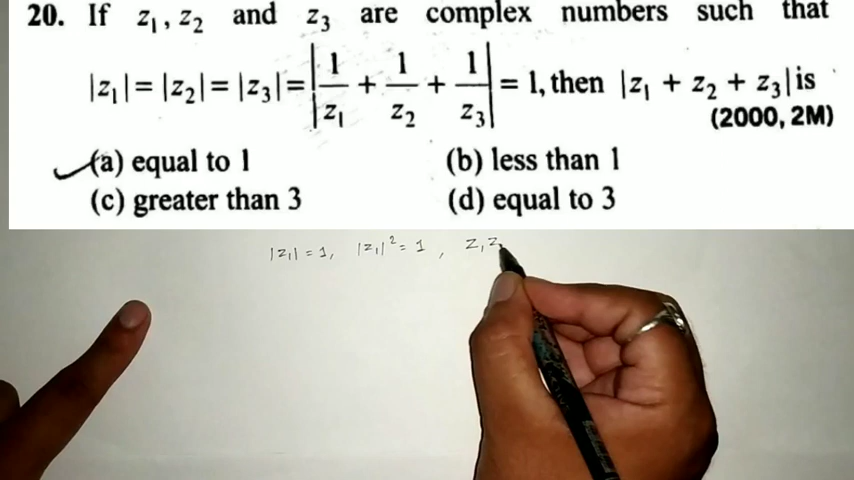 20. If z₁, z₂ and z₃ are complex numbers such that
|z₁| = |z₂| = |z₃| = |1/z₁ + 1/z₂ + 1/z₃| = 1, then |z₁ + z₂ + z₃| is
(2000, 2M)
(a) equal to 1 (b) less than 1
(c) greater than 3 (d) equal to 3
|z₁| = 1, |z₁|² = 1, z₁z